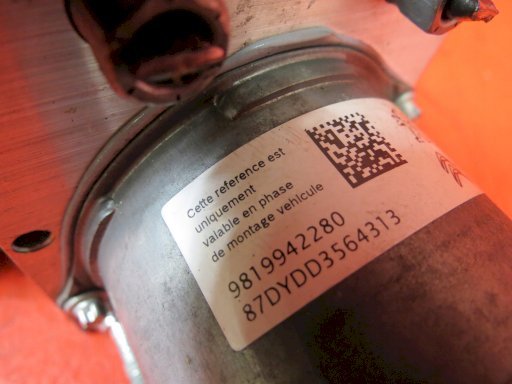 Cette reference est
uniquement
valable en phase
de montage vehicule
9819942280
87DYDD3564313